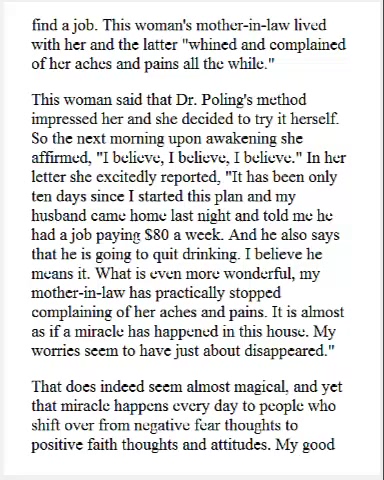 find a job. This woman's mother-in-law lived
with her and the latter "whined and complained
of her aches and pains all the while."
This woman said that Dr. Poling's method
impressed her and she decided to try it herself.
So the next morning upon awakening she
affirmed, "I believe, I believe, I believe." In her
letter she excitedly reported, "It has been only
ten days since I started this plan and my
husband came home last night and told me he
had a job paying $80 a week. And he also says
that he is going to quit drinking. I believe he
means it. What is even more wonderful, my
mother-in-law has practically stopped
complaining of her aches and pains. It is almost
as if a miracle has happened in this house. My
worries seem to have just about disappeared."
That does indeed seem almost magical, and yet
that miracle happens every day to people who
shift over from negative fear thoughts to
positive faith thoughts and attitudes. My good